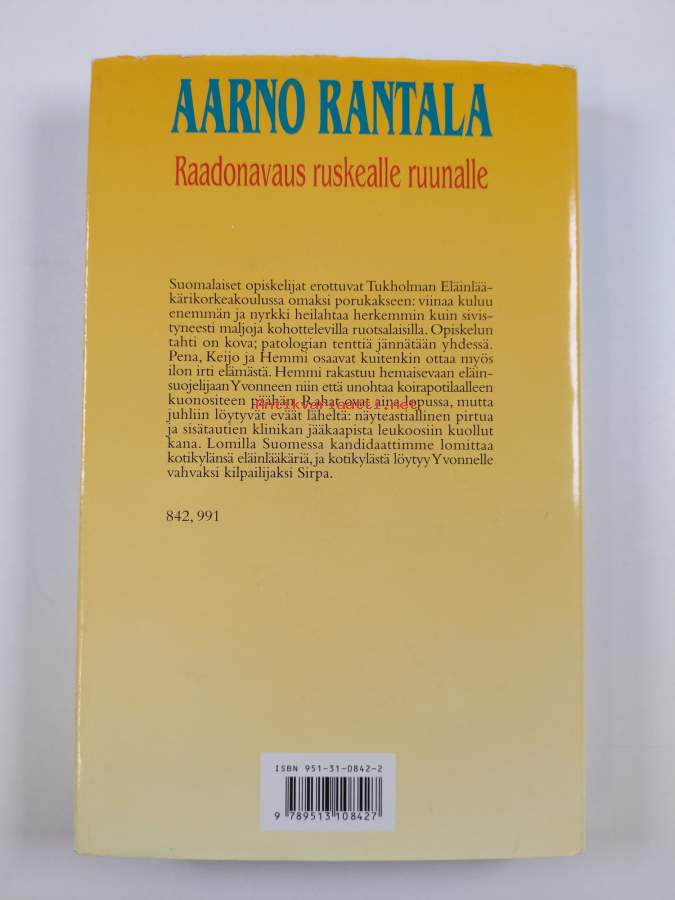 AARNO RANTALA
Raadonavaus ruskealle ruunalle
Suomalaiset opiskelijat erottuvat Tukholman Eläinlää-
kärikorkeakoulussa omaksi porukakseen: viinaa kuluu
enemmän ja nyrkki heilahtaa herkemmin kuin sivis-
tyneesti maljoja kohottelevilla ruotsalaisilla. Opiskelun
tahti on kova; patologian tenttiä jännätään yhdessä.
Pena, Keijo ja Hemmi osaavat kuitenkin ottaa myös
ilon irti elämästä. Hemmi rakastuu hemaisevaan eläin-
suojelijaan Yvonneen niin että unohtaa koirapotilaalleen
kuonositeen päähän. Rahat ovat aina lopussa, mutta
Antikvariaatti.net
juhliin löytyvät eväät läheltä: näyteastiallinen pirtua
ja sisätautien klinikan jääkaapista leukoosiin kuollut
kana. Lomilla Suomessa kandidaattimme lomittaa
kotikylänsä eläinlääkäriä, ja kotikylästä löytyy Yvonnelle
vahvaksi kilpailijaksi Sirpa.
842, 991
ISBN 951-31-0842-2
9 789513 108427